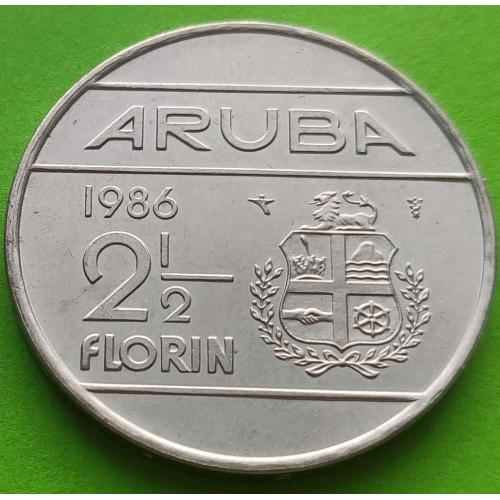 ARUBA
1986
2 1/2
FLORIN